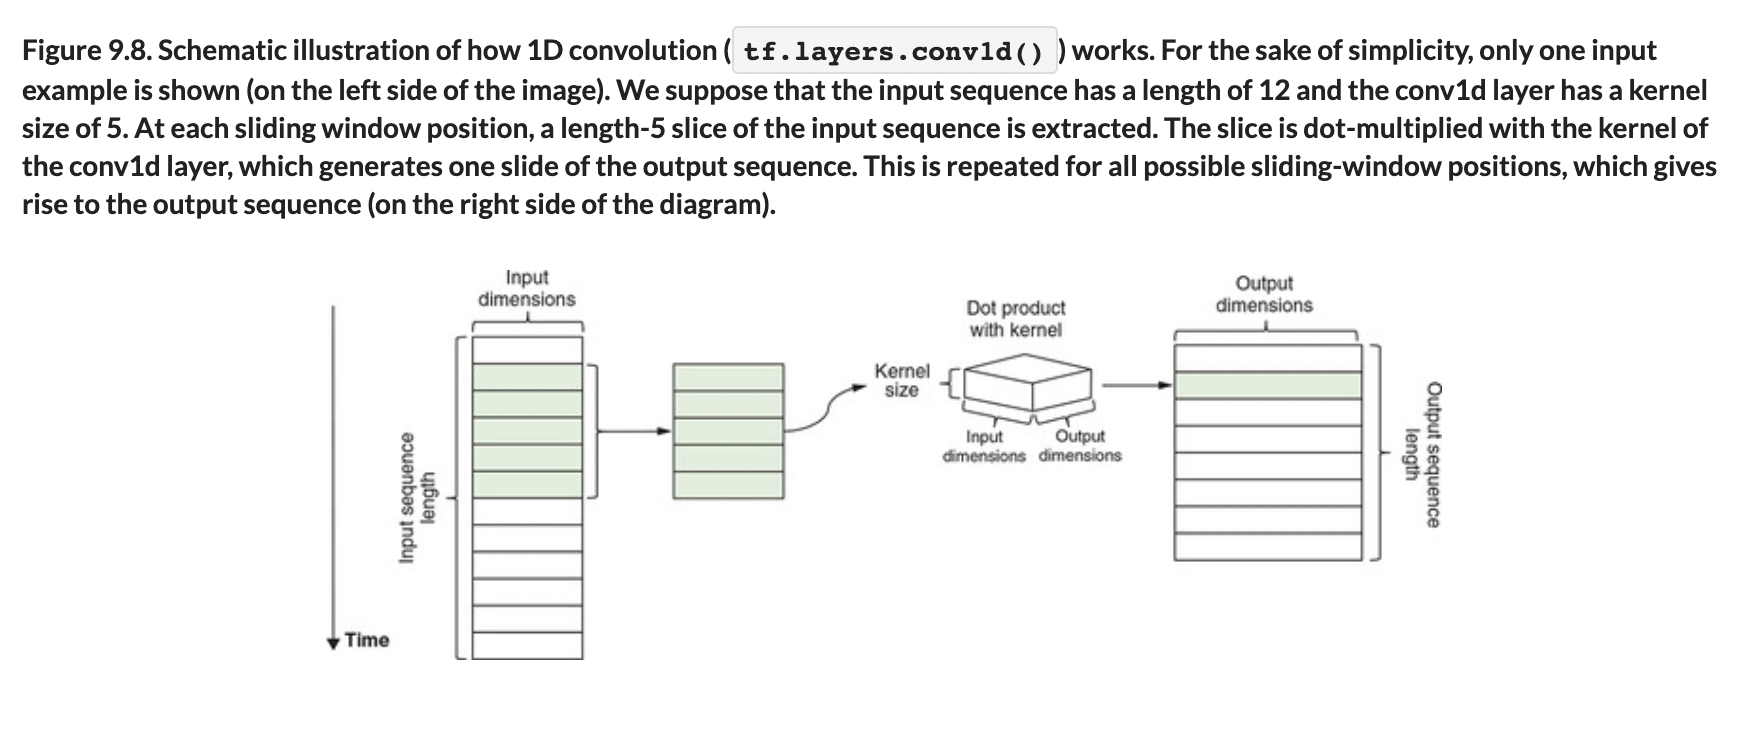 Figure 9.8. Schematic illustration of how 1D convolution ( tf.layers.conv1d() ) works. For the sake of simplicity, only one input
example is shown (on the left side of the image). We suppose that the input sequence has a length of 12 and the conv1d layer has a kernel
size of 5. At each sliding window position, a length-5 slice of the input sequence is extracted. The slice is dot-multiplied with the kernel of
the conv1d layer, which generates one slide of the output sequence. This is repeated for all possible sliding-window positions, which gives
rise to the output sequence (on the right side of the diagram).
Input
dimensions
Input sequence
length
Time
Dot product
with kernel
Kernel
size
Input
dimensions
Output
dimensions
Output
dimensions
Output sequence
length